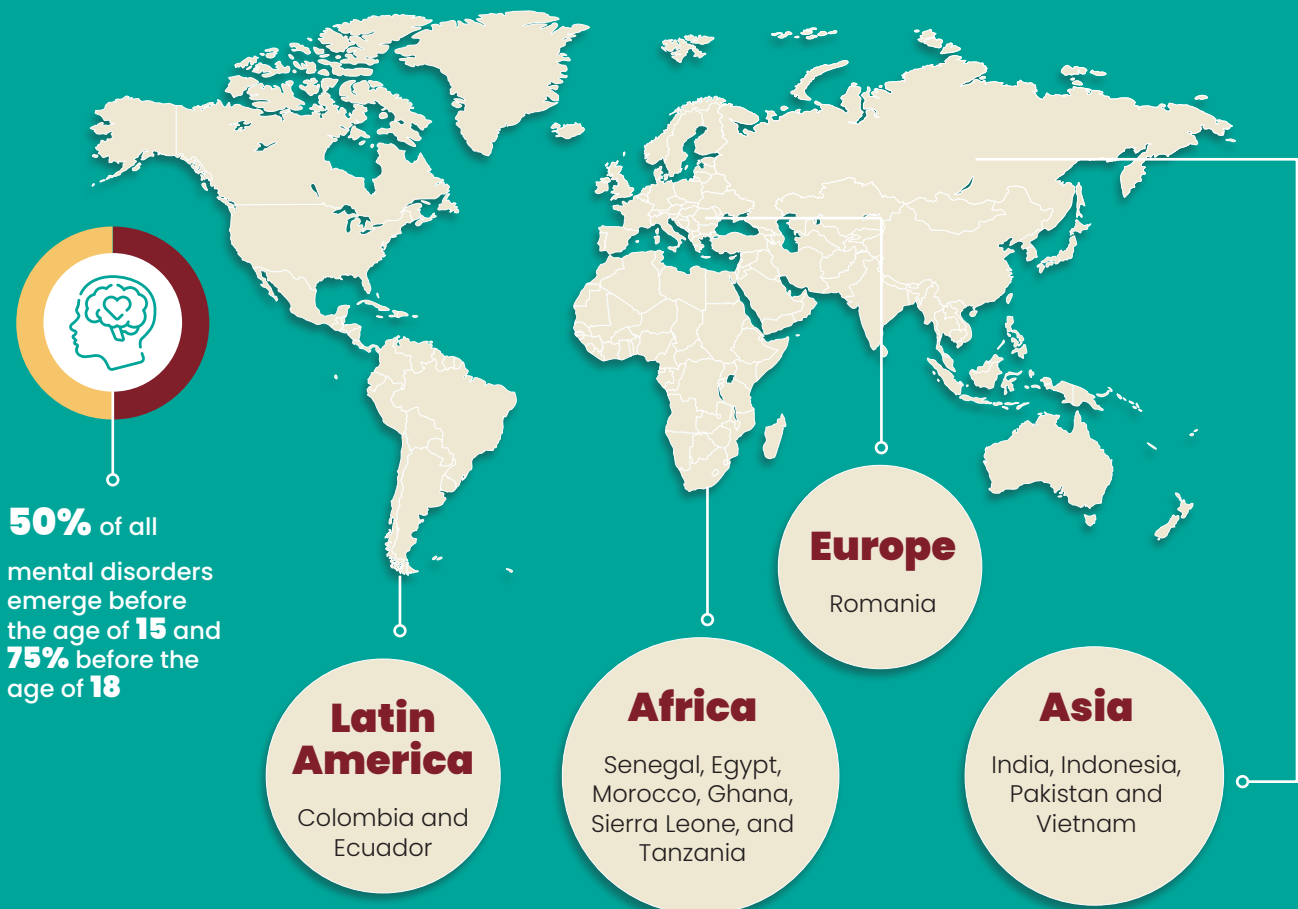 50% of all
mental disorders
emerge before
the age of 15 and
75% before the
age of 18
Latin
America
Colombia and
Ecuador
Africa
Senegal, Egypt,
Morocco, Ghana,
Sierra Leone, and
Tanzania
Europe
Romania
Asia
India, Indonesia,
Pakistan and
Vietnam